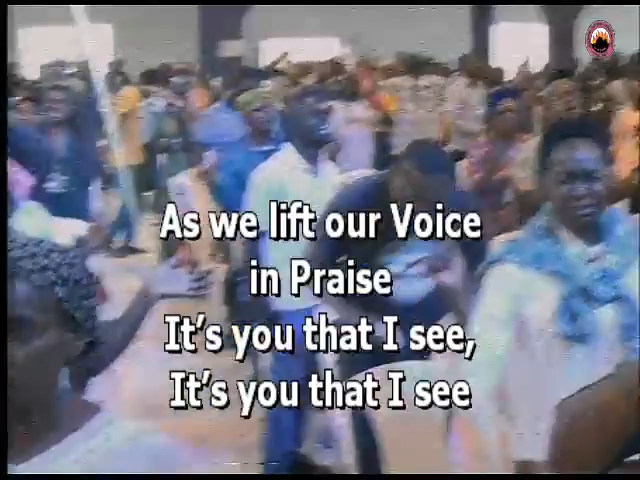 As we lift our Voice
in Praise
It's you that I see,
It's you that I see